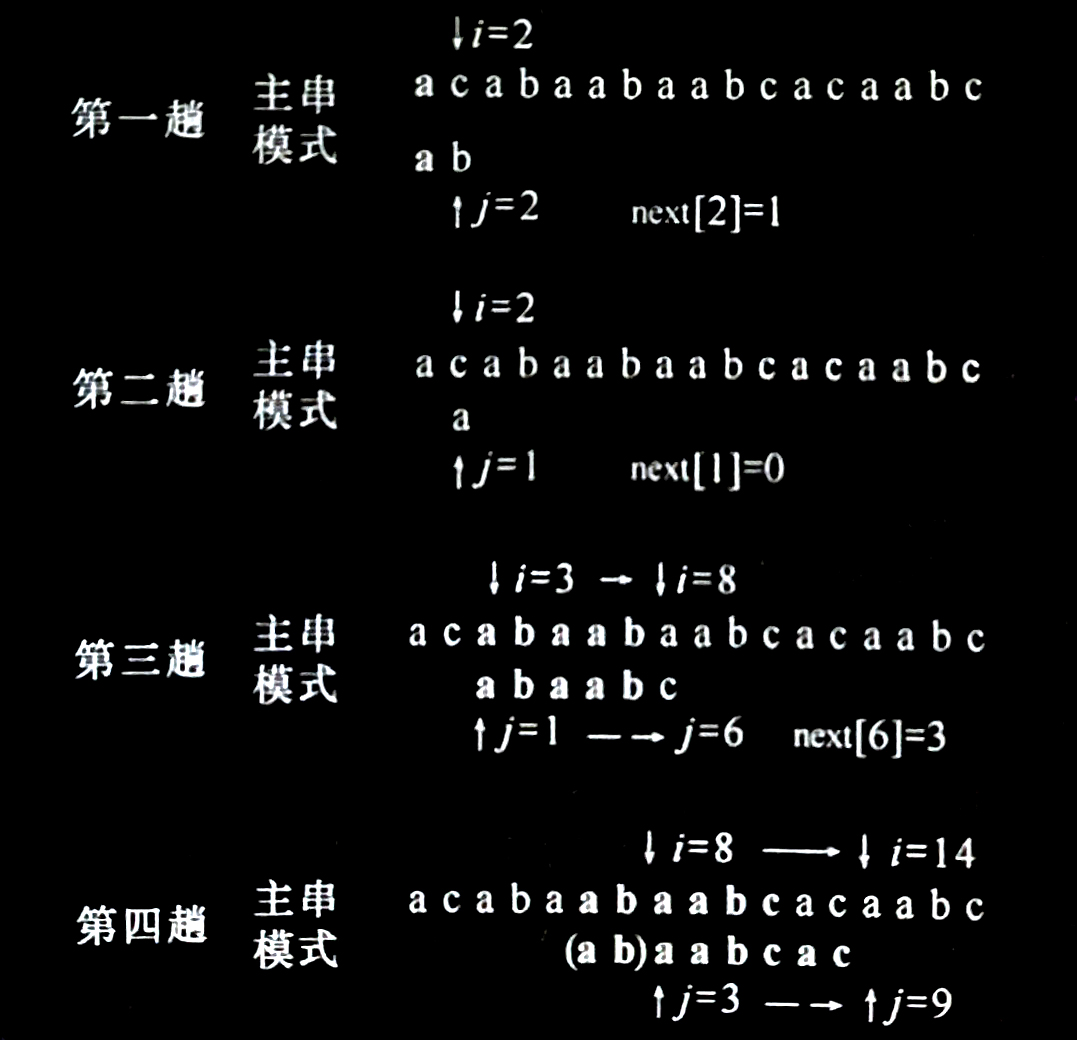 ↓i=2
第一趟 主串 a c a b a a b a a b c a c a a b c
模式 a b
↑j=2 next[2]=1
↓i=2
第二趟 主串 a c a b a a b a a b c a c a a b c
模式 a
↑j=1 next[1]=0
↓i=3 → ↓i=8
第三趟 主串 a c a b a a b a a b c a c a a b c
模式 a b a a b c
↑j=1 —→ j=6 next[6]=3
↓i=8 ——→ ↓i=14
第四趟 主串 a c a b a a b a a b c a c a a b c
模式 (a b)a a b c a c
↑j=3 —→ ↑j=9